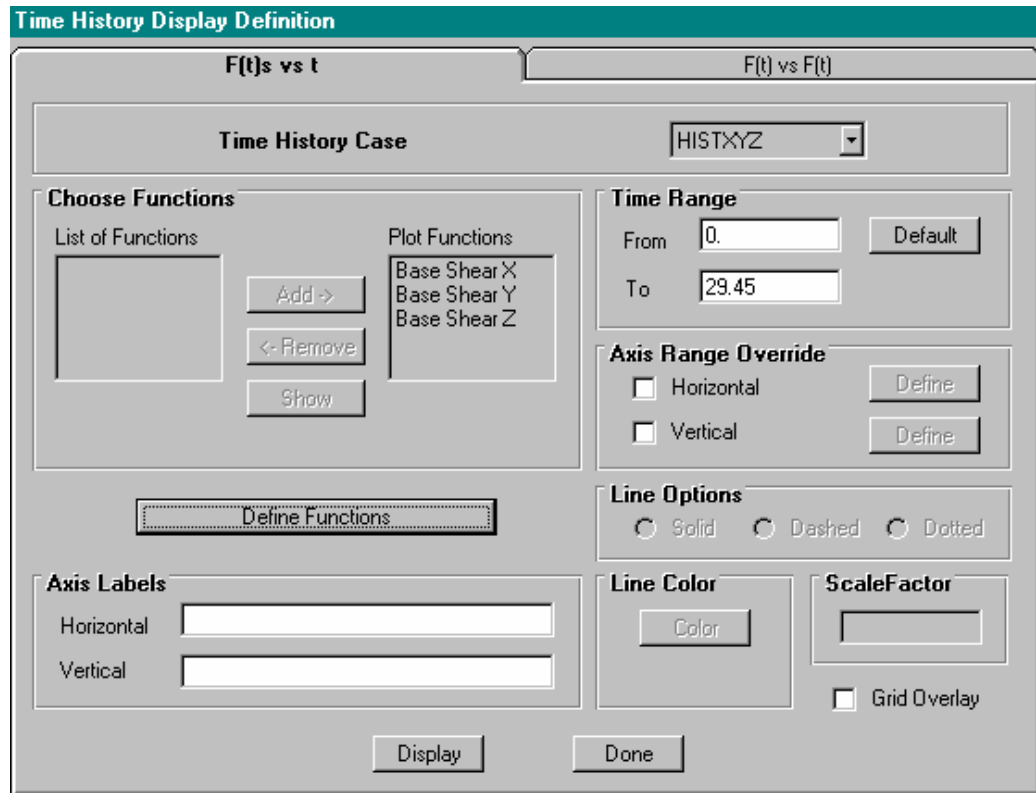 Time History Display Definition
F(t)s vs t
F(t) vs F(t)
Time History Case
HISTXYZ
Choose Functions
List of Functions
Plot Functions
Add ->
<- Remove
Show
Base Shear X
Base Shear Y
Base Shear Z
Time Range
From
0.
Default
To
29.45
Axis Range Override
Horizontal
Define
Vertical
Define
Define Functions
Line Options
Solid
Dashed
Dotted
Axis Labels
Horizontal
Vertical
Line Color
Color
ScaleFactor
Grid Overlay
Display
Done